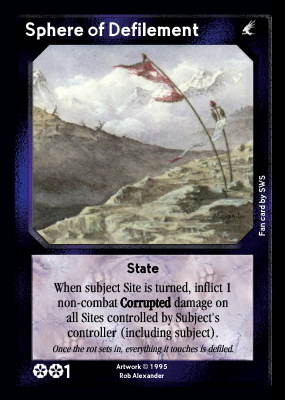 Sphere of Defilement
Fan card by SWS
State
When subject Site is turned, inflict 1
non-combat Corrupted damage on
all Sites controlled by Subject's
controller (including subject).
Once the rot sets in, everything it touches is defiled.
1
Artwork © 1995
Rob Alexander